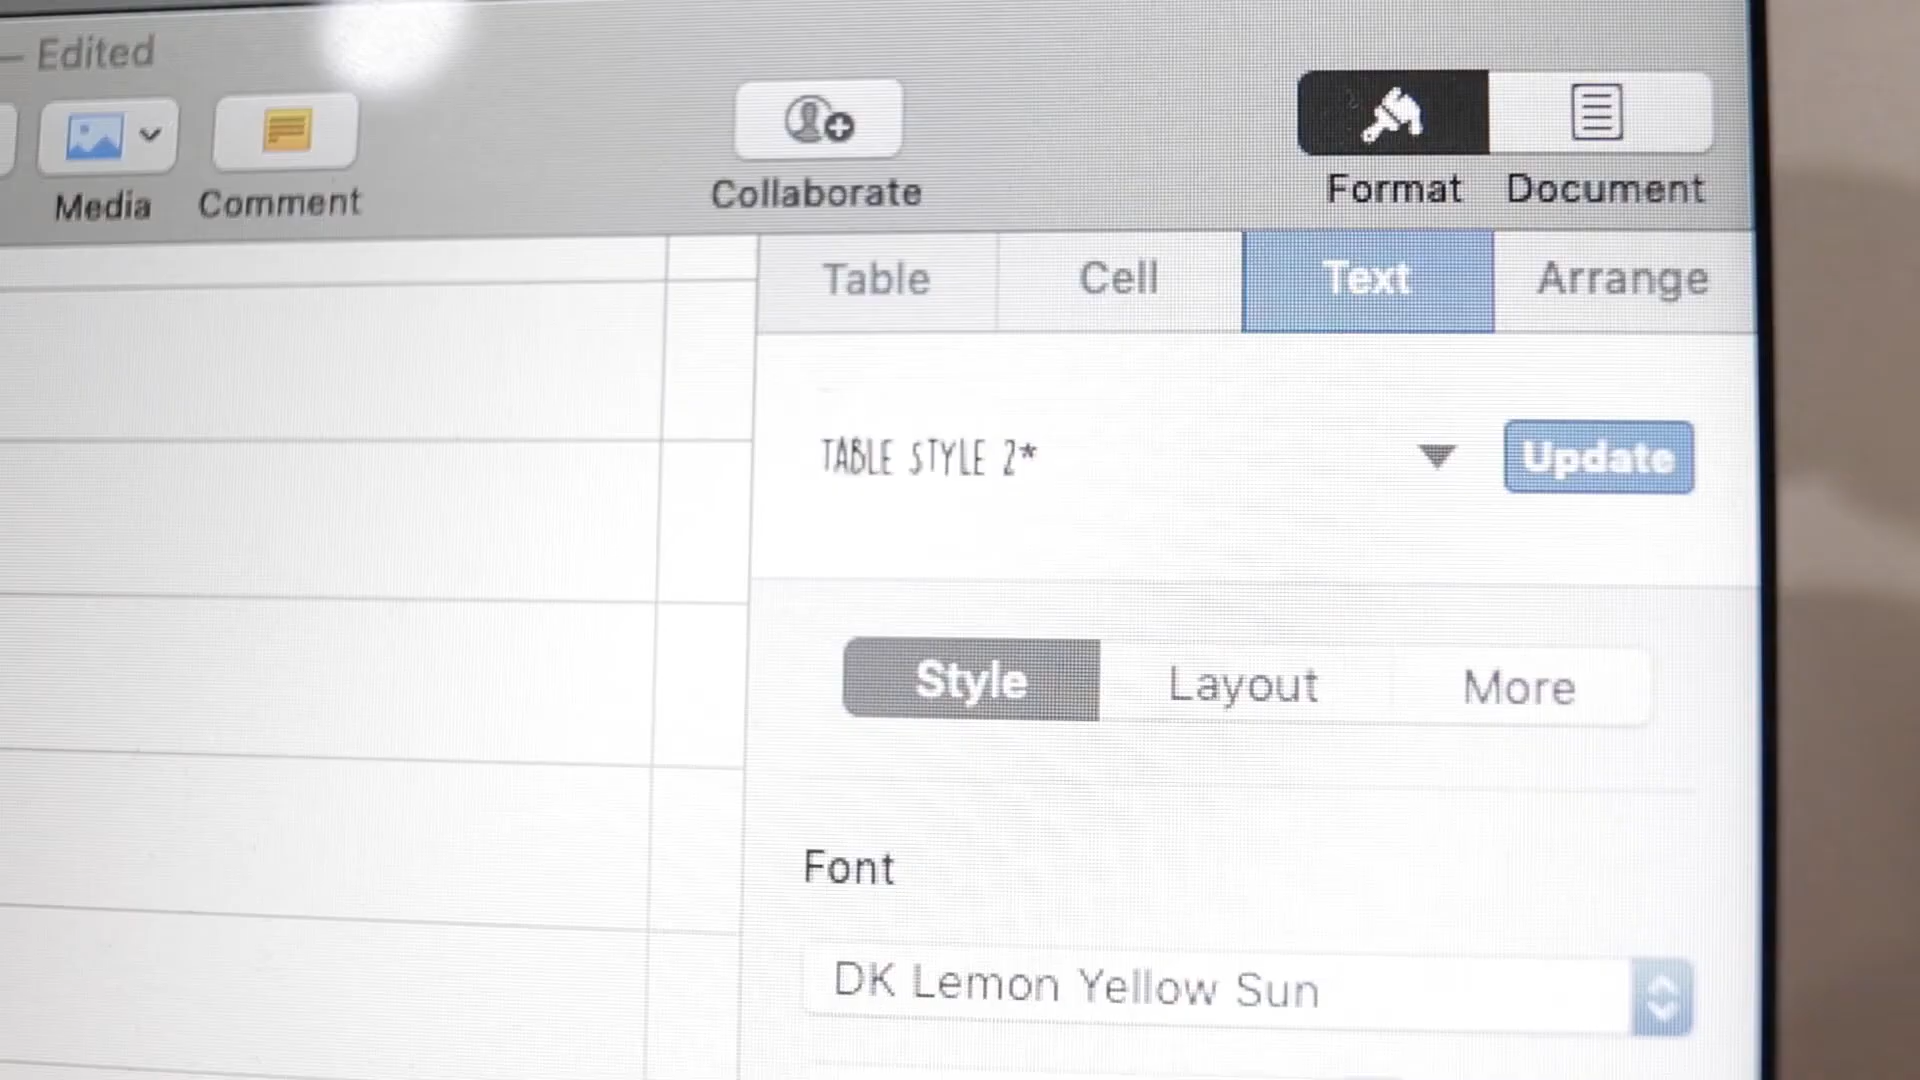 — Edited
Media
Comment
Collaborate
Format
Document
Table
Cell
Text
Arrange
TABLE STYLE 2*
Update
Style
Layout
More
Font
DK Lemon Yellow Sun